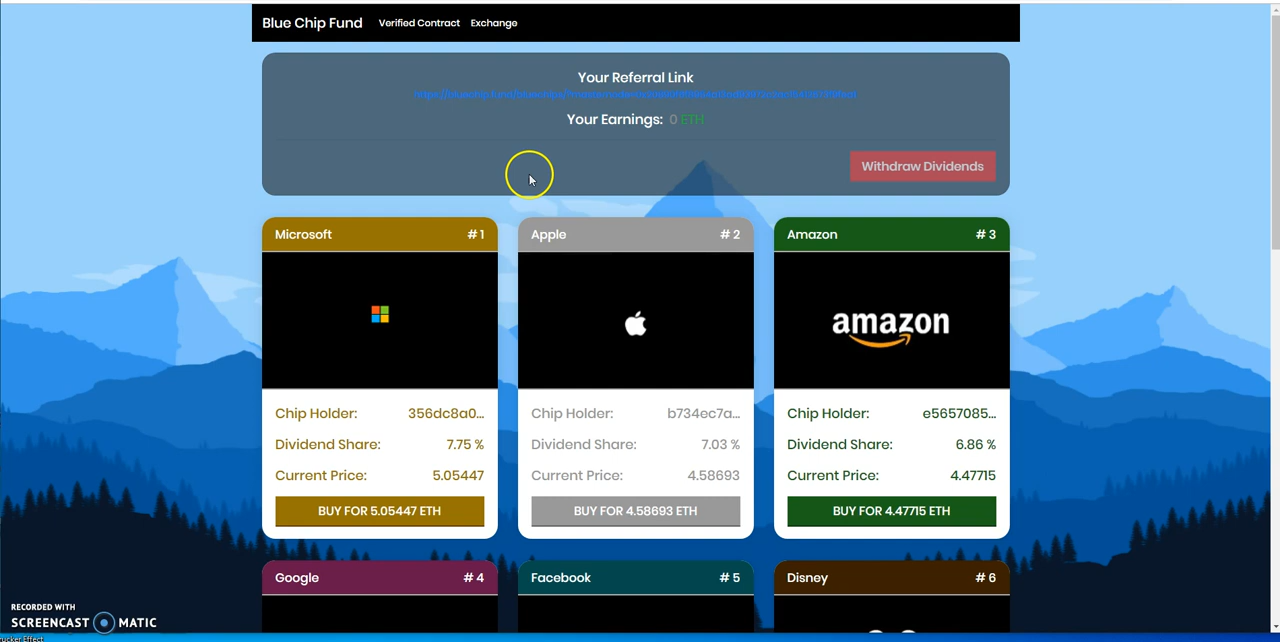 Blue Chip Fund Verified Contract Exchange
Your Referral Link
Your Earnings: 0 ETH
Withdraw Dividends
Microsoft #1
Apple #2
Amazon #3
amazon
Chip Holder: 356dc8a0...
Dividend Share: 7.75 %
Current Price: 5.05447
BUY FOR 5.05447 ETH
Chip Holder: b734ec7a...
Dividend Share: 7.03 %
Current Price: 4.58693
BUY FOR 4.58693 ETH
Chip Holder: e5657085...
Dividend Share: 6.86 %
Current Price: 4.47715
BUY FOR 4.47715 ETH
Google #4
Facebook #5
Disney #6
RECORDED WITH
SCREENCAST MATIC